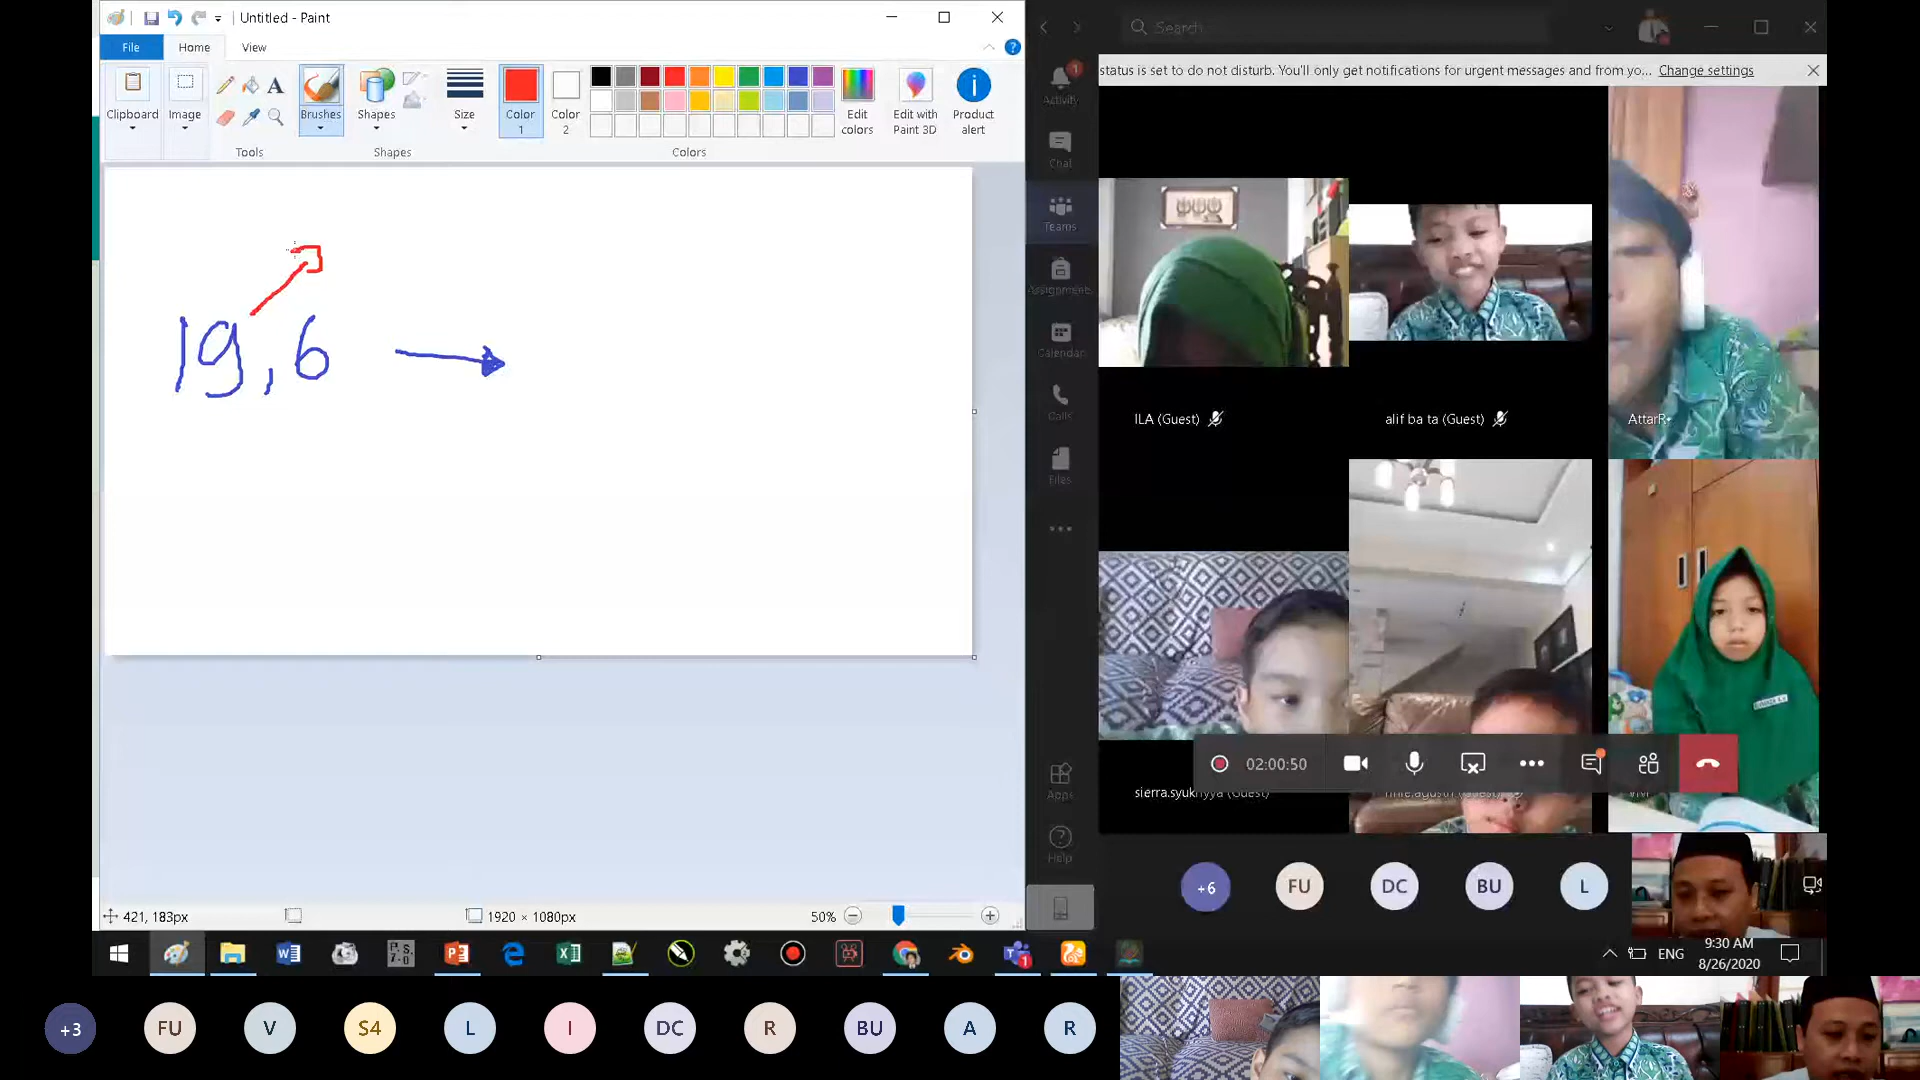 Untitled - Paint
File Home View
Clipboard
Image
Tools
Brushes
Shapes
Shapes
Size
Color 1
Color 2
Colors
Edit colors
Edit with Paint 3D
Product alert
19,6
421, 183px
1920 × 1080px
50%
Search
status is set to do not disturb. You'll only get notifications for urgent messages and from yo... Change settings
1
Activity
Chat
Teams
Assignments
Calendar
Calls
Files
Apps
Help
ILA (Guest)
alif ba ta (Guest)
AttarR
02:00:50
+6
FU
DC
BU
L
ENG
9:30 AM
8/26/2020
+3
FU
V
S4
L
I
DC
R
BU
A
R